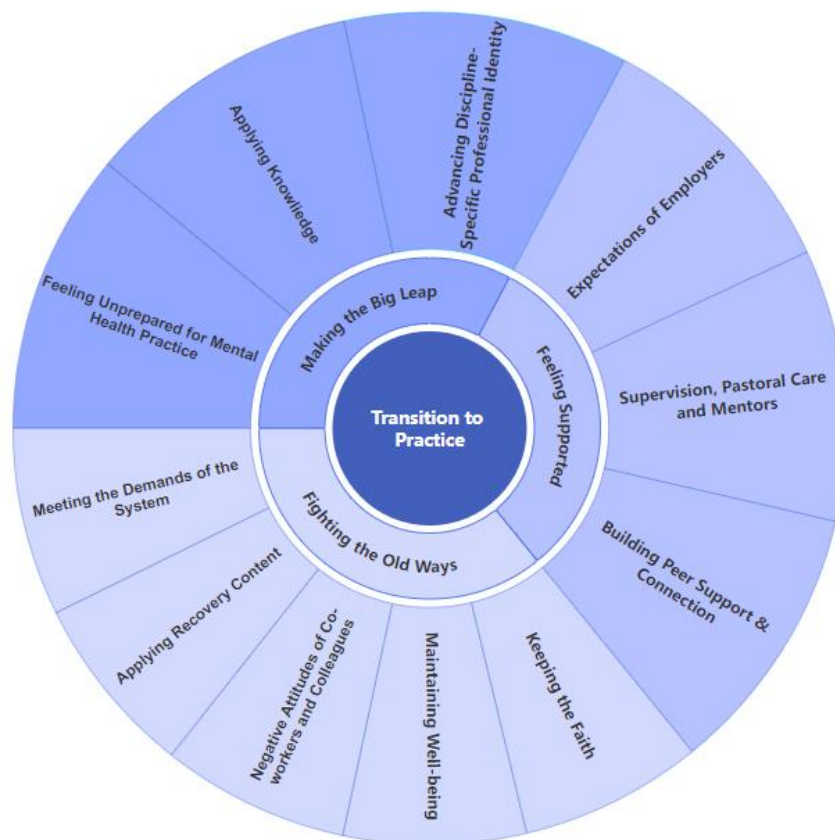 Transition to
Practice
Making the Big Leap
Feeling Supported
Fighting the Old Ways
Feeling Unprepared for Mental
Health Practice
Applying Knowledge
Advancing Discipline-
Specific Professional Identity
Expectations of Employers
Supervision, Pastoral Care
and Mentors
Building Peer Support &
Connection
Keeping the Faith
Maintaining Well-being
Negative Attitudes of Co-
workers and Colleagues
Applying Recovery Content
Meeting the Demands of the
System